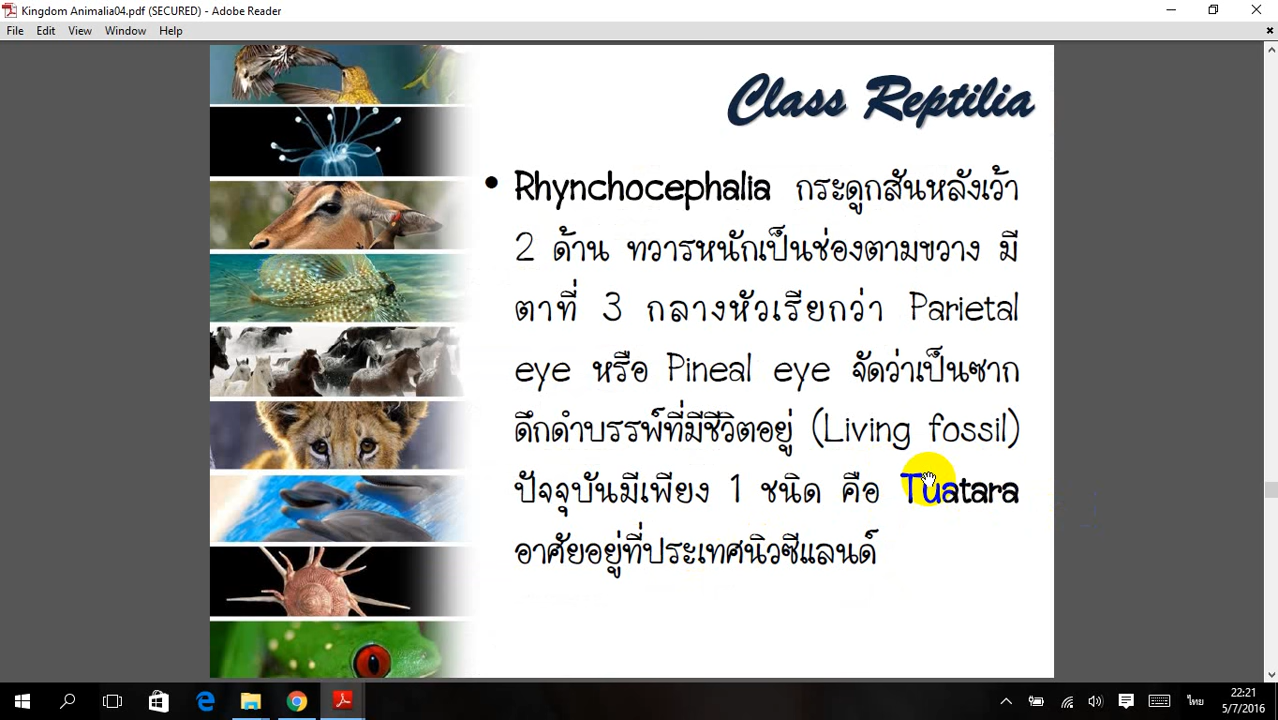 Kingdom Animalia04.pdf (SECURED) - Adobe Reader
File Edit View Window Help
Class Reptilia
• Rhynchocephalia กระดูกสันหลังเว้า
2 ด้าน ทวารหนักเป็นช่องตามขวาง มี
ตาที่ 3 กลางหัวเรียกว่า Parietal
eye หรือ Pineal eye จัดว่าเป็นซาก
ดึกดำบรรพ์ที่มีชีวิตอยู่ (Living fossil)
ปัจจุบันมีเพียง 1 ชนิด คือ Tuatara
อาศัยอยู่ที่ประเทศนิวซีแลนด์
ไทย
22:21
5/7/2016